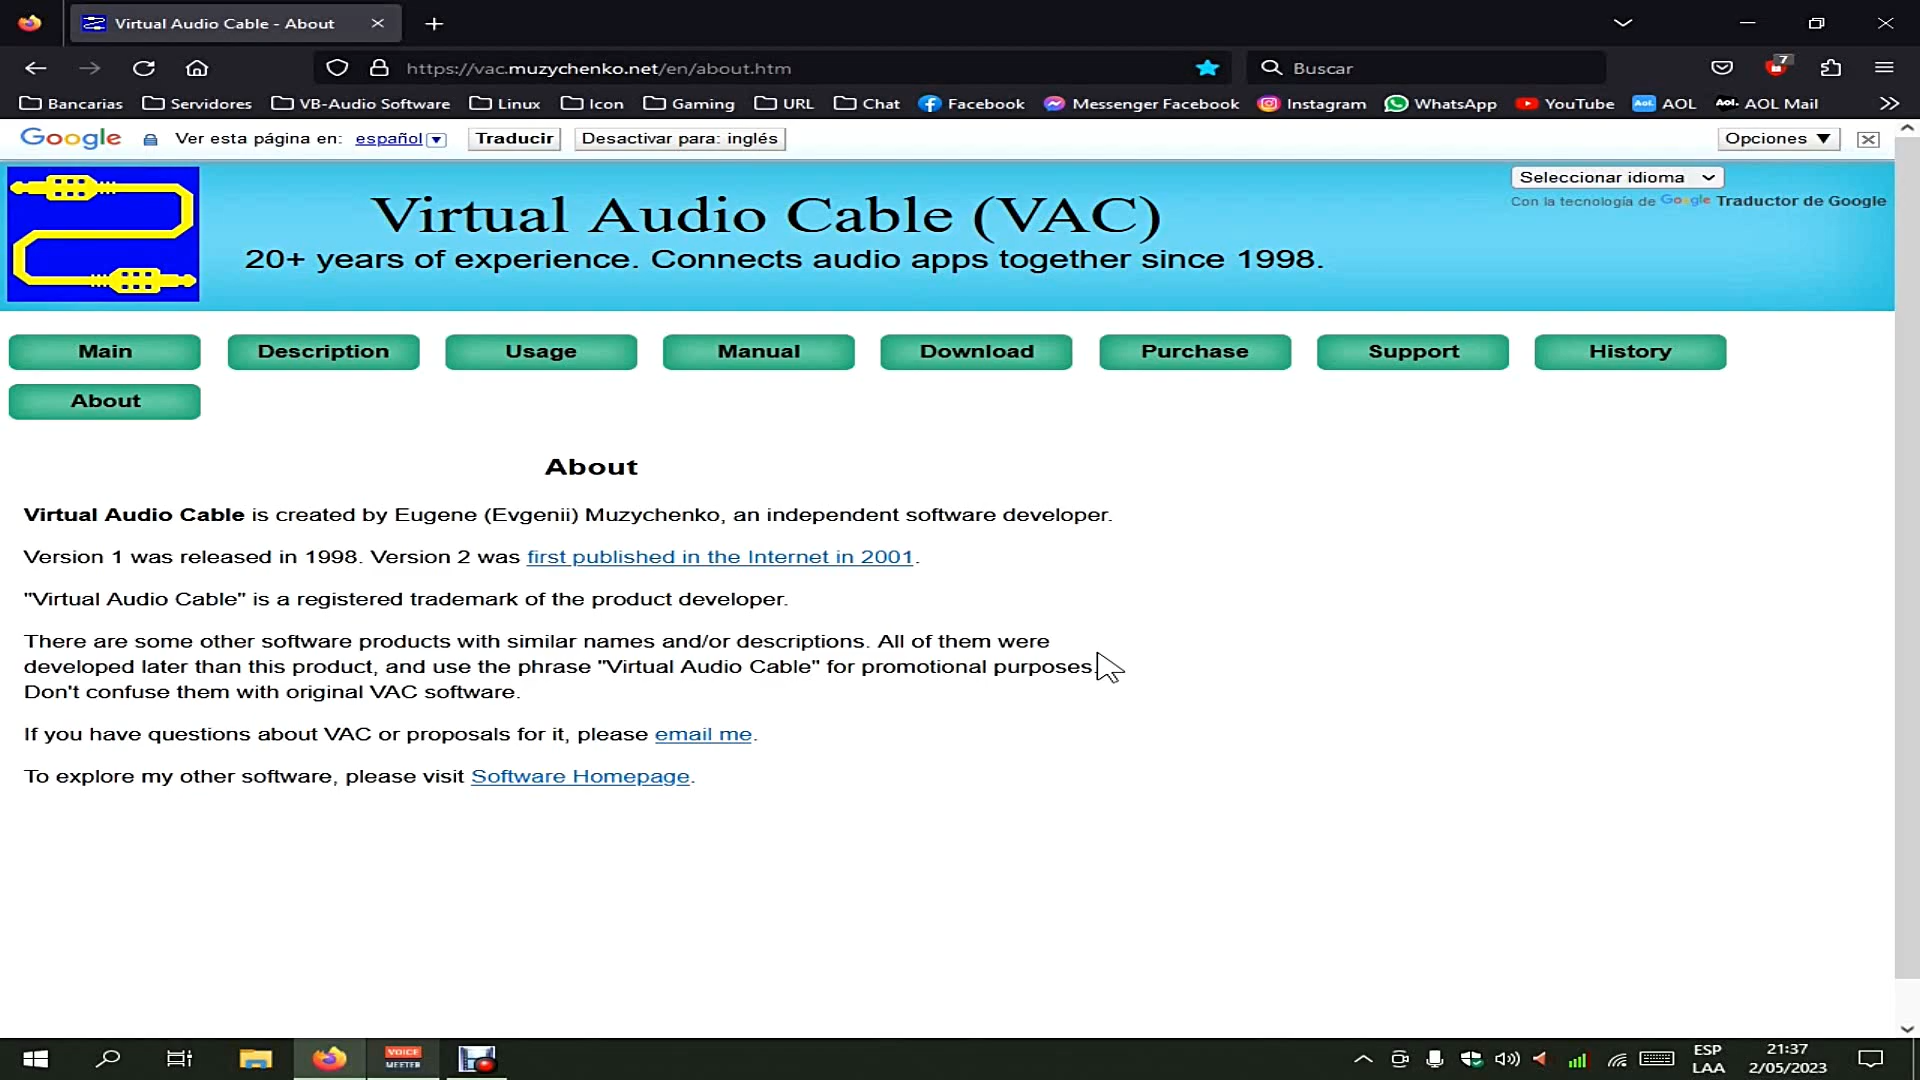 Virtual Audio Cable - About
https://vac.muzychenko.net/en/about.htm
Buscar
7
Bancarias Servidores VB-Audio Software Linux Icon Gaming URL Chat Facebook Messenger Facebook Instagram WhatsApp YouTube Aol. AOL Aol. AOL Mail
Google Ver esta página en: español Traducir Desactivar para: inglés Opciones
Seleccionar idioma
Con la tecnología de Google Traductor de Google
Virtual Audio Cable (VAC)
20+ years of experience. Connects audio apps together since 1998.
Main Description Usage Manual Download Purchase Support History
About
About
Virtual Audio Cable is created by Eugene (Evgenii) Muzychenko, an independent software developer.
Version 1 was released in 1998. Version 2 was first published in the Internet in 2001.
"Virtual Audio Cable" is a registered trademark of the product developer.
There are some other software products with similar names and/or descriptions. All of them were
developed later than this product, and use the phrase "Virtual Audio Cable" for promotional purposes.
Don't confuse them with original VAC software.
If you have questions about VAC or proposals for it, please email me.
To explore my other software, please visit Software Homepage.
VOICE
MEETER
ESP
LAA
21:37
2/05/2023